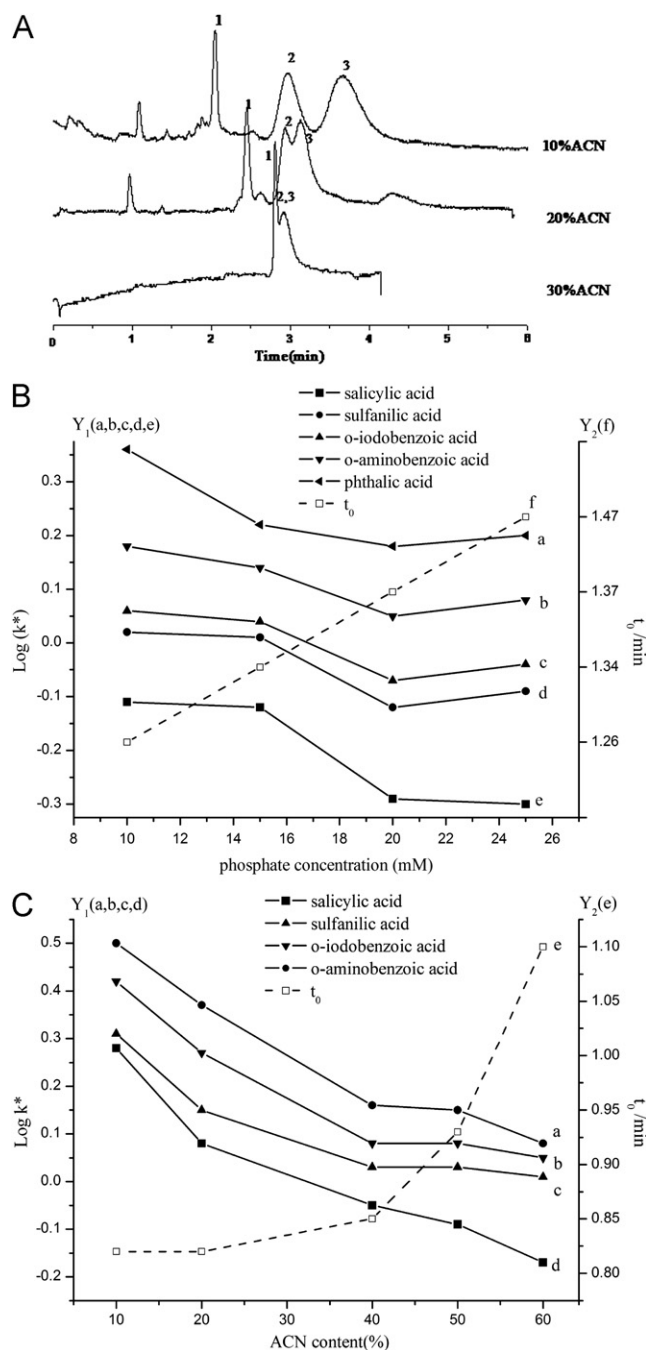 A
1
2
3
10%ACN
1
2
3
20%ACN
1
2,3
30%ACN
0 1 2 3 4 5 6
Time(min)
B
Y1(a,b,c,d,e)
salicylic acid
sulfanilic acid
o-iodobenzoic acid
o-aminobenzoic acid
phthalic acid
t0
Y2(f)
0.3
0.2
0.1
0.0
-0.1
-0.2
-0.3
Log (k*)
f
a
b
c
d
e
1.47
1.37
1.34
1.26
t0/min
8 10 12 14 16 18 20 22 24 26
phosphate concentration (mM)
C
Y1(a,b,c,d)
salicylic acid
sulfanilic acid
o-iodobenzoic acid
o-aminobenzoic acid
t0
Y2(e)
0.5
0.4
0.3
0.2
0.1
0.0
-0.1
-0.2
Log k*
e
a
b
c
d
1.10
1.05
1.00
0.95
0.90
0.85
0.80
t0/min
10 20 30 40 50 60
ACN content(%)